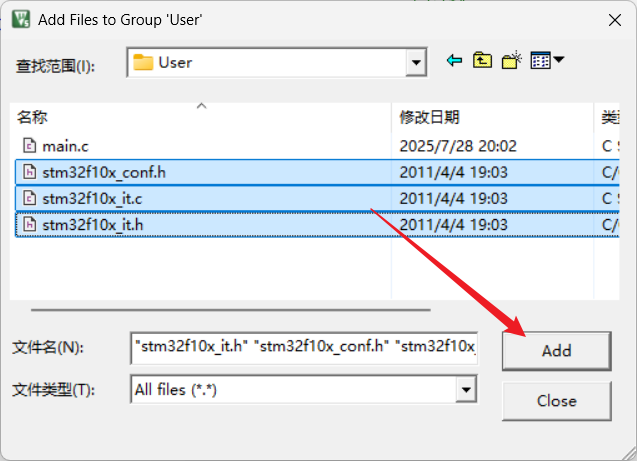 Add Files to Group 'User'
查找范围(I): User
名称 修改日期 类
main.c 2025/7/28 20:02 C S
stm32f10x_conf.h 2011/4/4 19:03 C/
stm32f10x_it.c 2011/4/4 19:03 C S
stm32f10x_it.h 2011/4/4 19:03 C/
文件名(N): "stm32f10x_it.h" "stm32f10x_conf.h" "stm32f10x_ Add
文件类型(T): All files (*.*) Close